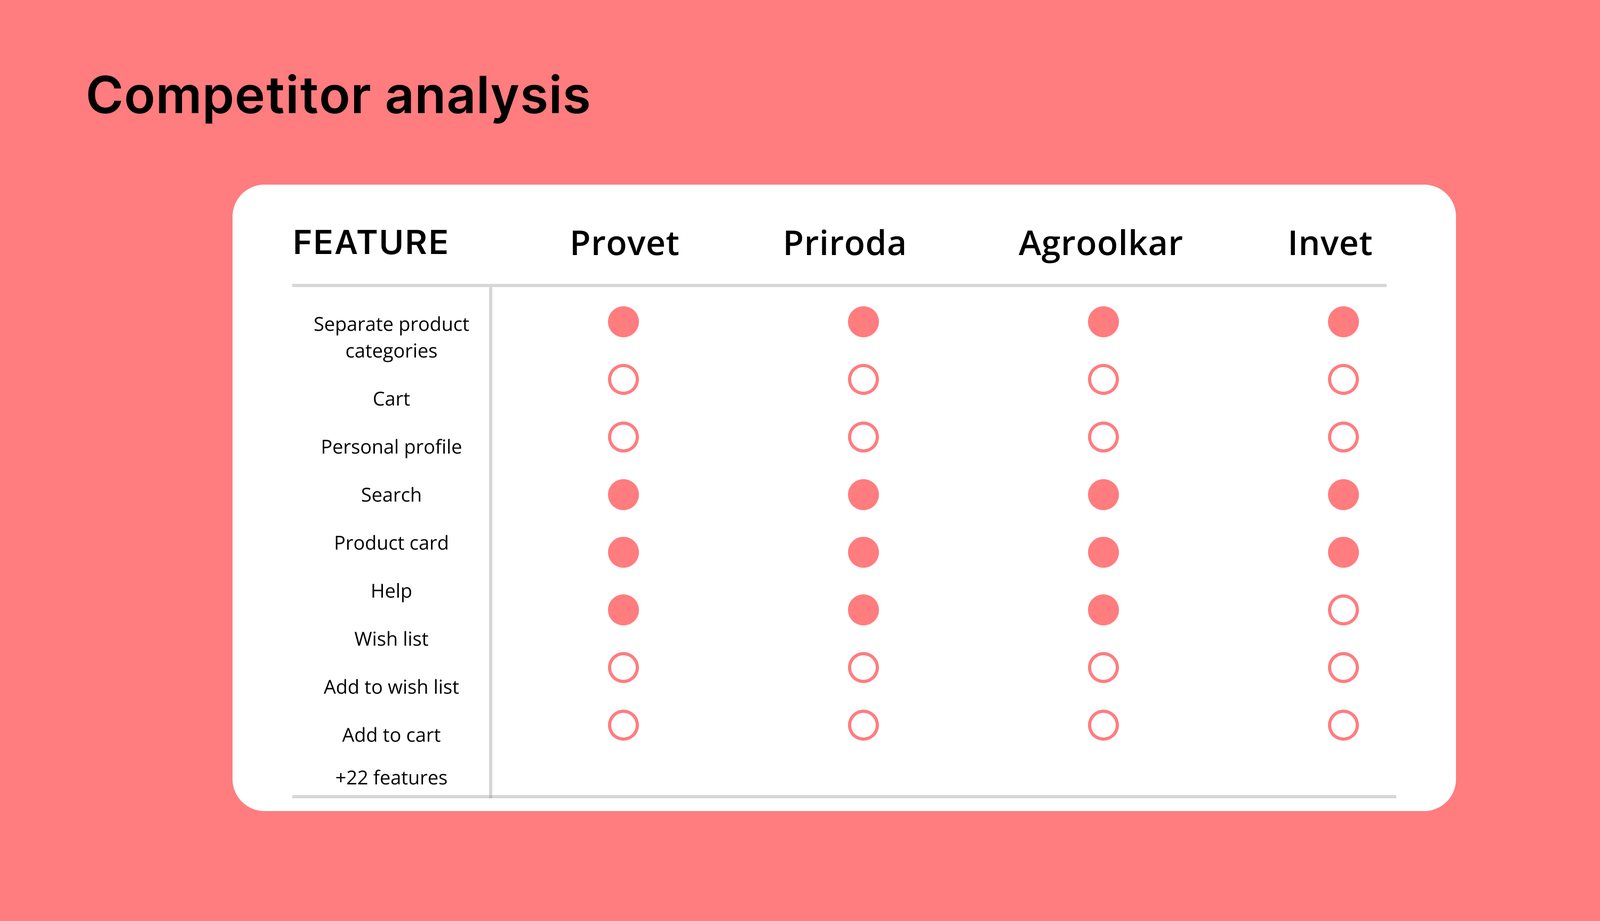 Competitor analysis
FEATURE Provet Priroda Agroolkar Invet
Separate product
categories
Cart
Personal profile
Search
Product card
Help
Wish list
Add to wish list
Add to cart
+22 features